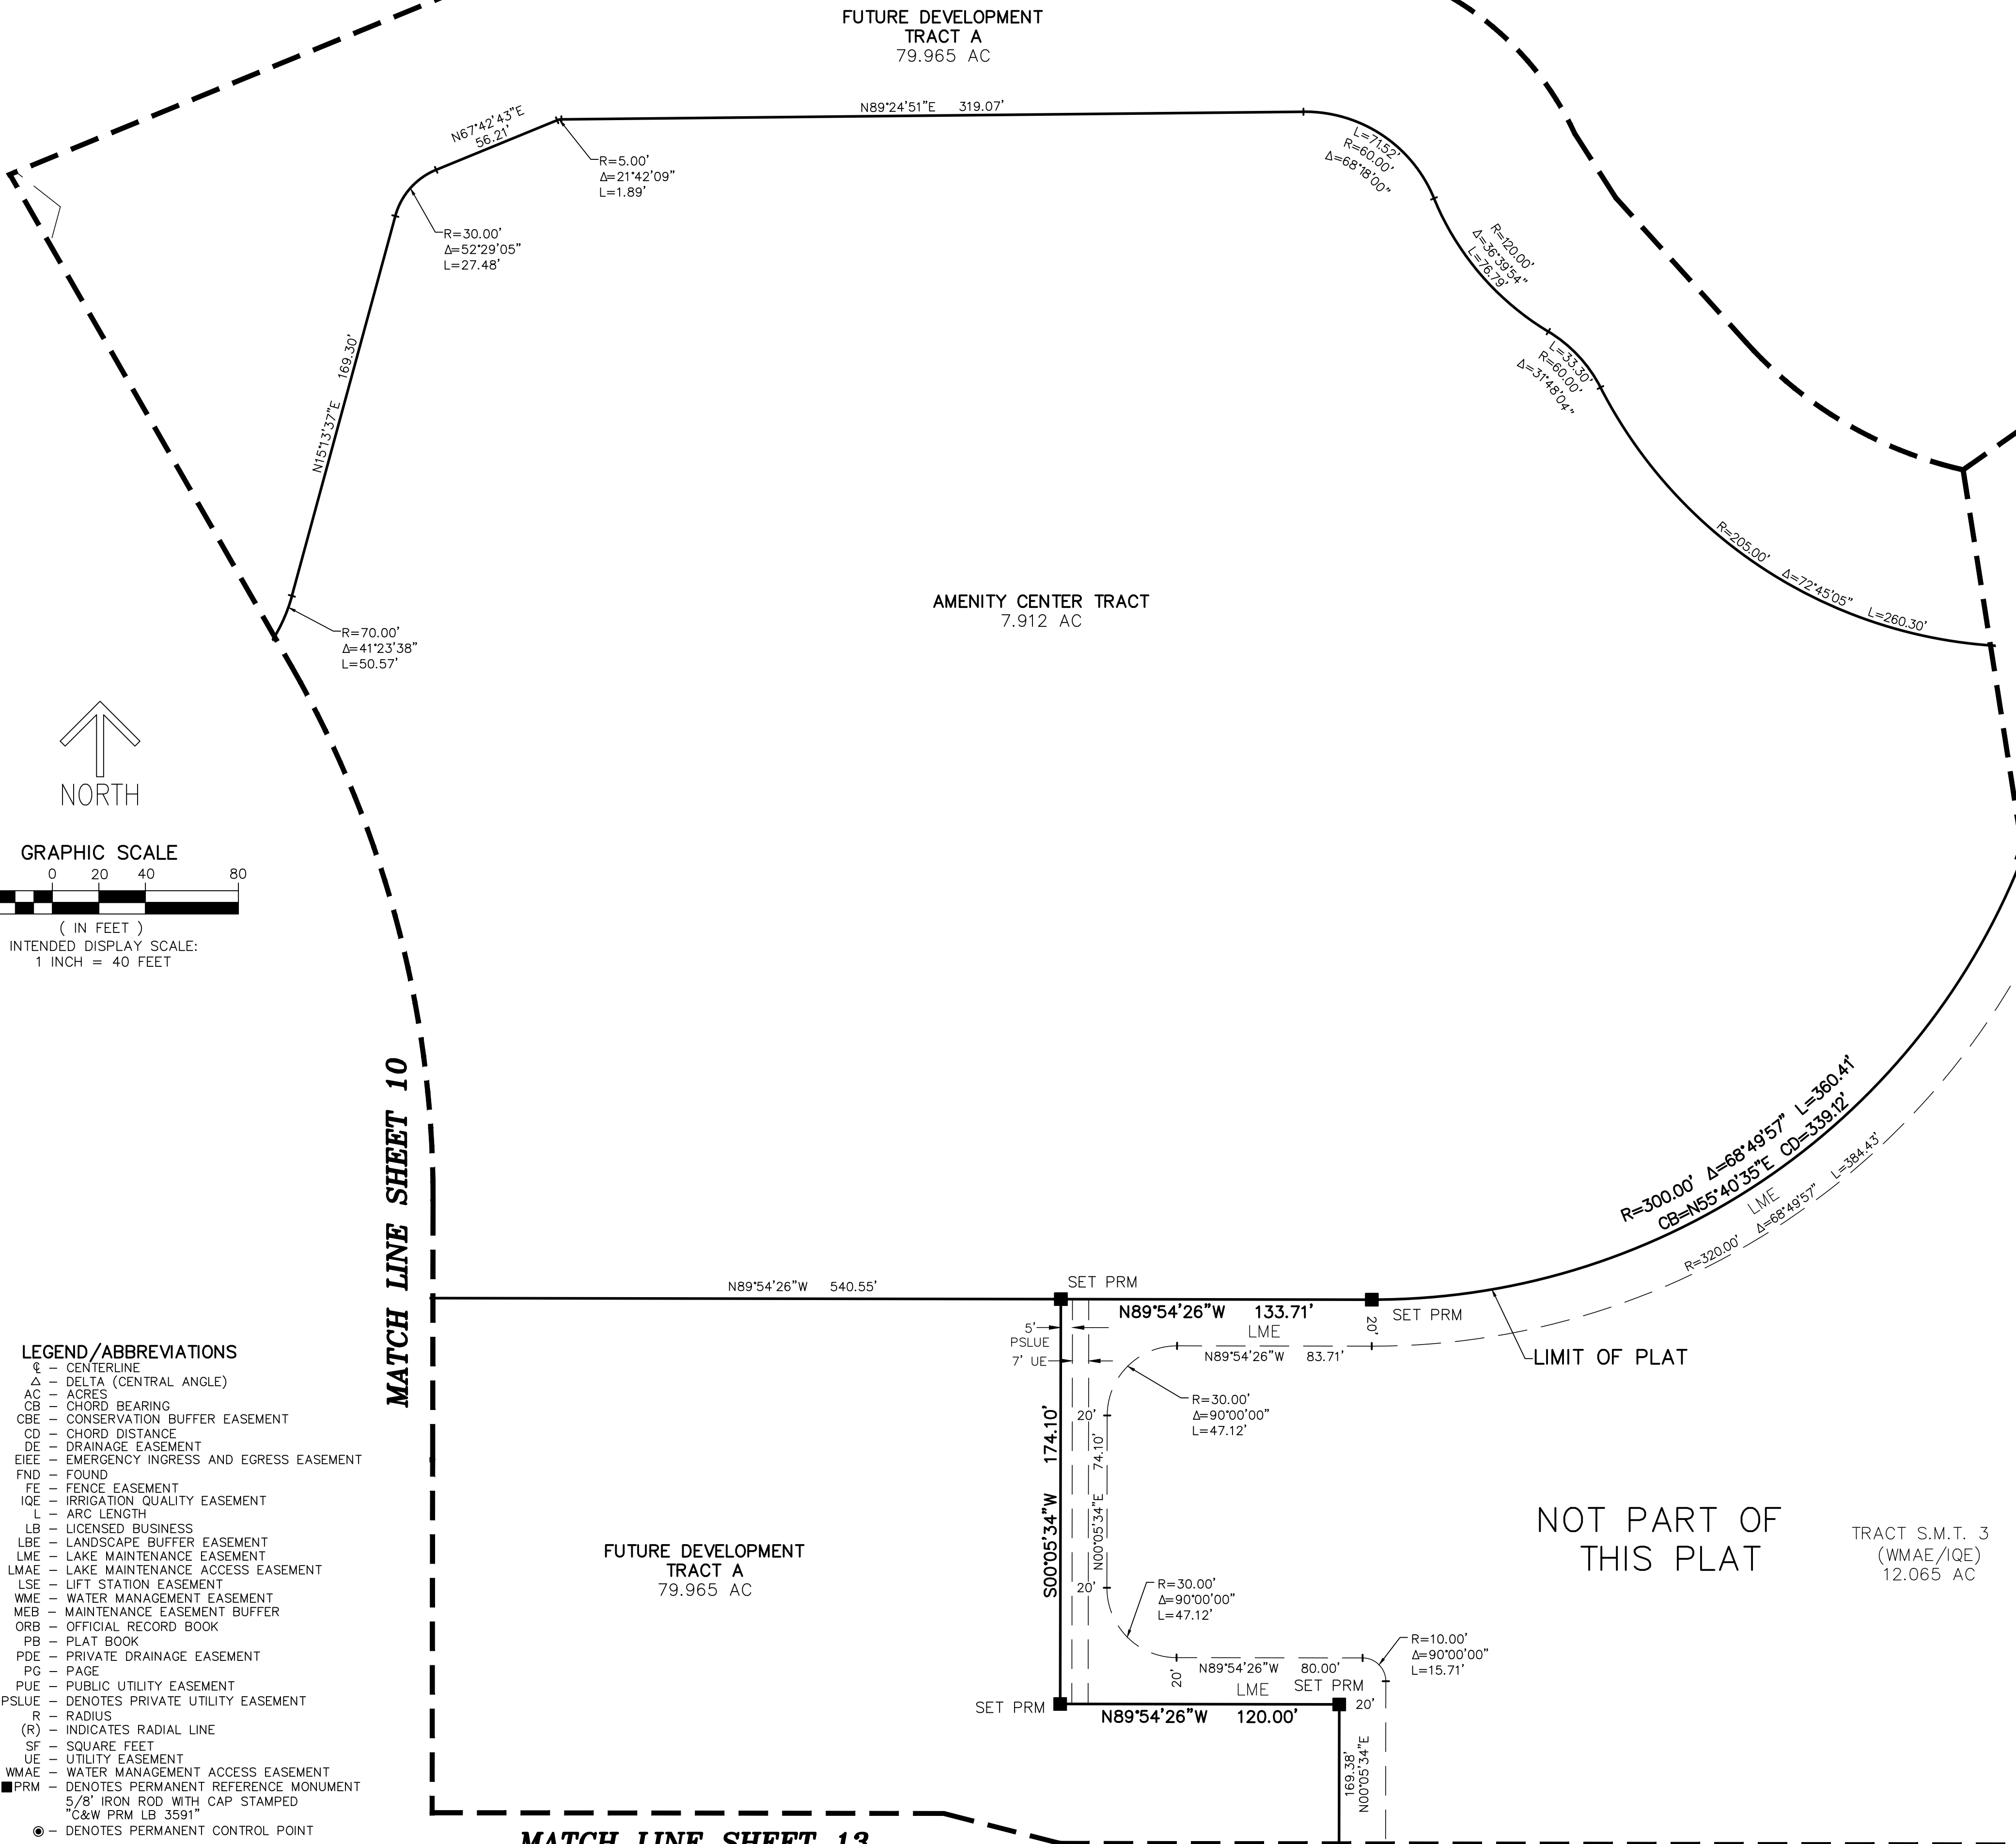 FUTURE DEVELOPMENT
TRACT A
79.965 AC
N89°24'51"E 319.07'
N67°42'43"E
56.21'
R=5.00'
Δ=21°42'09"
L=1.89'
L=71.52'
R=60.00'
Δ=68°18'00"
R=30.00'
Δ=52°29'05"
L=27.48'
R=120.00'
Δ=36°39'54"
L=76.79'
N15°13'37"E 169.30'
L=33.30'
R=60.00'
Δ=31°48'04"
R=205.00' Δ=72°45'05" L=260.30'
AMENITY CENTER TRACT
7.912 AC
R=70.00'
Δ=41°23'38"
L=50.57'
NORTH
GRAPHIC SCALE
0 20 40 80
( IN FEET )
INTENDED DISPLAY SCALE:
1 INCH = 40 FEET
MATCH LINE SHEET 10
R=300.00' Δ=68°49'57" L=360.41'
CB=N55°40'35"E CD=339.12'
LME
R=320.00' Δ=68°49'57" L=384.43'
N89°54'26"W 540.55'
SET PRM
N89°54'26"W 133.71'
SET PRM
20'
LME
5'
PSLUE
7' UE
N89°54'26"W 83.71'
LIMIT OF PLAT
R=30.00'
Δ=90°00'00"
L=47.12'
20'
S00°05'34"W 174.10'
N00°05'34"E 74.10'
20'
R=30.00'
Δ=90°00'00"
L=47.12'
FUTURE DEVELOPMENT
TRACT A
79.965 AC
NOT PART OF
THIS PLAT
TRACT S.M.T. 3
(WMAE/IQE)
12.065 AC
R=10.00'
Δ=90°00'00"
L=15.71'
20'
N89°54'26"W 80.00'
LME
SET PRM
20'
SET PRM
N89°54'26"W 120.00'
169.38'
N00°05'34"E
LEGEND/ABBREVIATIONS
℄ – CENTERLINE
Δ – DELTA (CENTRAL ANGLE)
AC – ACRES
CB – CHORD BEARING
CBE – CONSERVATION BUFFER EASEMENT
CD – CHORD DISTANCE
DE – DRAINAGE EASEMENT
EIEE – EMERGENCY INGRESS AND EGRESS EASEMENT
FND – FOUND
FE – FENCE EASEMENT
IQE – IRRIGATION QUALITY EASEMENT
L – ARC LENGTH
LB – LICENSED BUSINESS
LBE – LANDSCAPE BUFFER EASEMENT
LME – LAKE MAINTENANCE EASEMENT
LMAE – LAKE MAINTENANCE ACCESS EASEMENT
LSE – LIFT STATION EASEMENT
WME – WATER MANAGEMENT EASEMENT
MEB – MAINTENANCE EASEMENT BUFFER
ORB – OFFICIAL RECORD BOOK
PB – PLAT BOOK
PDE – PRIVATE DRAINAGE EASEMENT
PG – PAGE
PUE – PUBLIC UTILITY EASEMENT
PSLUE – DENOTES PRIVATE UTILITY EASEMENT
R – RADIUS
(R) – INDICATES RADIAL LINE
SF – SQUARE FEET
UE – UTILITY EASEMENT
WMAE – WATER MANAGEMENT ACCESS EASEMENT
PRM – DENOTES PERMANENT REFERENCE MONUMENT
5/8' IRON ROD WITH CAP STAMPED
"C&W PRM LB 3591"
– DENOTES PERMANENT CONTROL POINT
MATCH LINE SHEET 13